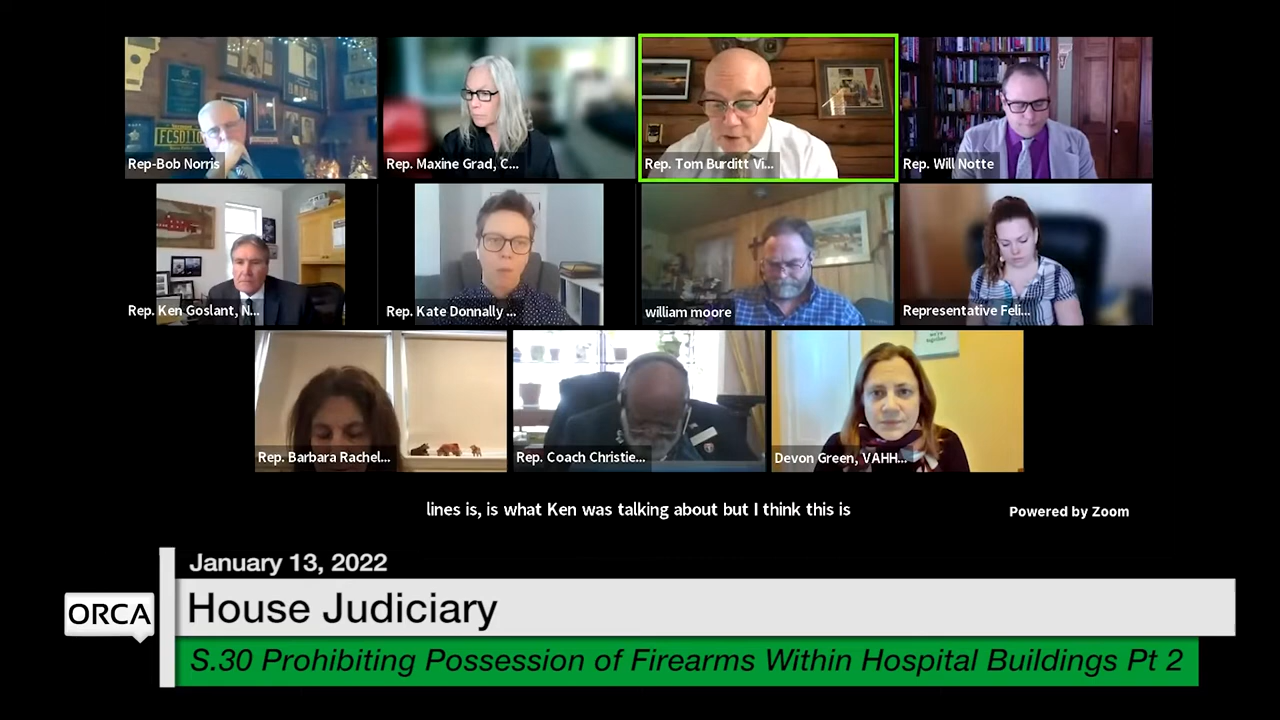 FCSD110
Rep-Bob Norris
Rep. Maxine Grad, C...
Rep. Tom Burditt Vi...
Rep. Will Notte
Rep. Ken Goslant, N...
Rep. Kate Donnally ...
william moore
Representative Feli...
together
Rep. Barbara Rachel...
Rep. Coach Christie...
Devon Green, VAHH...
lines is, is what Ken was talking about but I think this is
Powered by Zoom
January 13, 2022
ORCA
House Judiciary
S.30 Prohibiting Possession of Firearms Within Hospital Buildings Pt 2